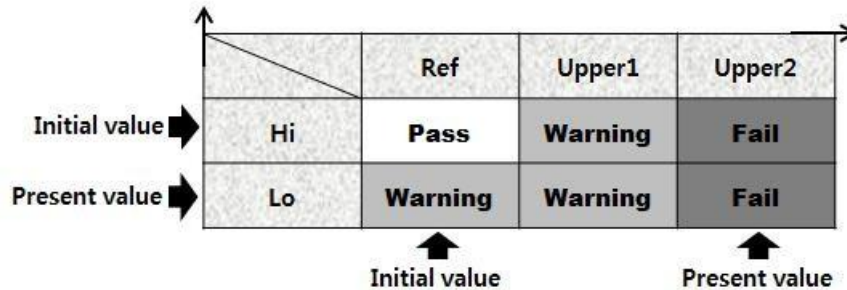 Ref Upper1 Upper2
Initial value Hi Pass Warning Fail
Present value Lo Warning Warning Fail
Initial value Present value